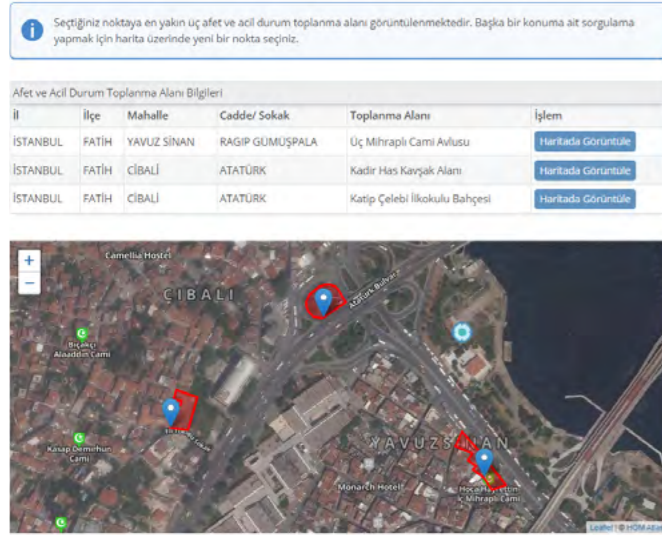 Seçtiğiniz noktaya en yakın üç afet ve acil durum toplanma alanı görüntülenmektedir. Başka bir konuma ait sorgulama
yapmak için harita üzerinde yeni bir nokta seçiniz.
Afet ve Acil Durum Toplanma Alanı Bilgileri
İl İlçe Mahalle Cadde/ Sokak Toplanma Alanı İşlem
İSTANBUL FATİH YAVUZ SİNAN RAGIP GÜMÜŞPALA Üç Mihraplı Cami Avlusu Haritada Görüntüle
İSTANBUL FATİH CİBALİ ATATÜRK Kadir Has Kavşak Alanı Haritada Görüntüle
İSTANBUL FATİH CİBALİ ATATÜRK Katip Çelebi İlkokulu Bahçesi Haritada Görüntüle
+
−
Camellia Hostel
CIBALI
Atatürk Bulvarı
Bıçakçı
Alaaddin Cami
Kasap Demirhun
Cami
YAVUZSINAN
Monarch Hotel
Hoca Hayrettin
Üç Mihraplı Cami
Leaflet | © HGM Atlas